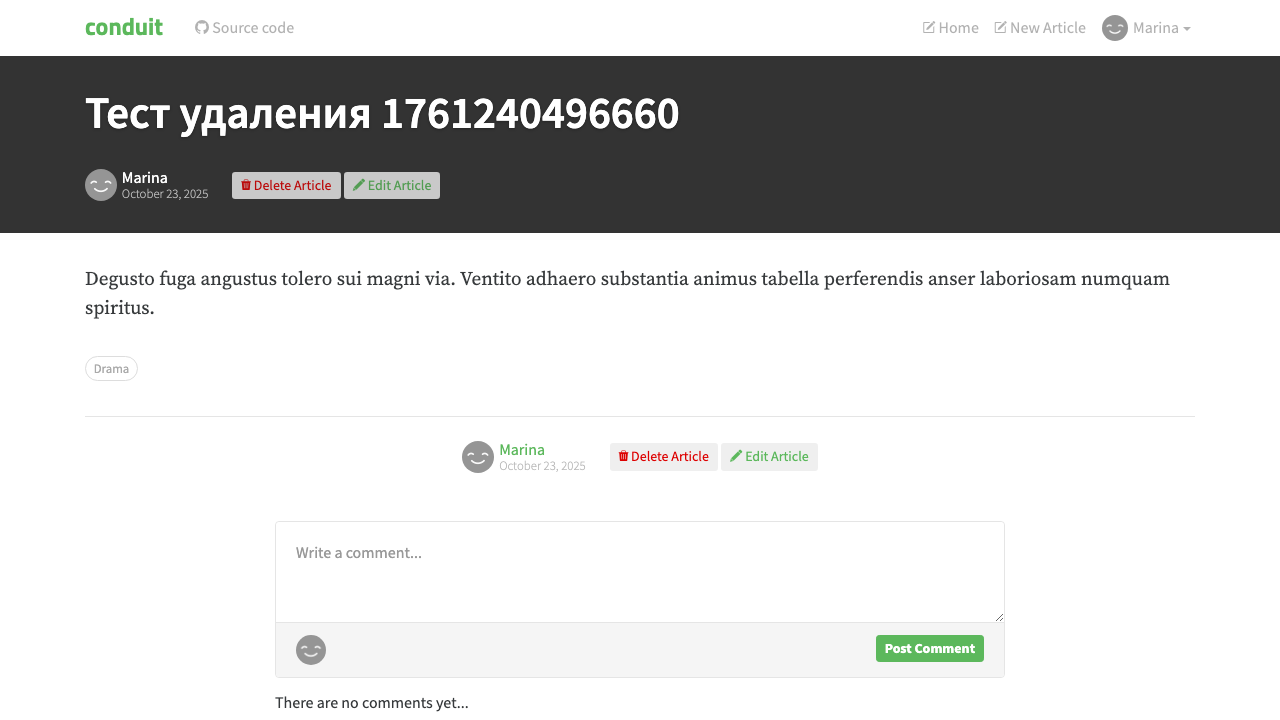 conduit
Source code
Home
New Article
Marina
Тест удаления 1761240496660
Marina
October 23, 2025
Delete Article
Edit Article
Degusto fuga angustus tolero sui magni via. Ventito adhaero substantia animus tabella perferendis anser laboriosam numquam
spiritus.
Drama
Marina
October 23, 2025
Delete Article
Edit Article
Write a comment...
Post Comment
There are no comments yet...